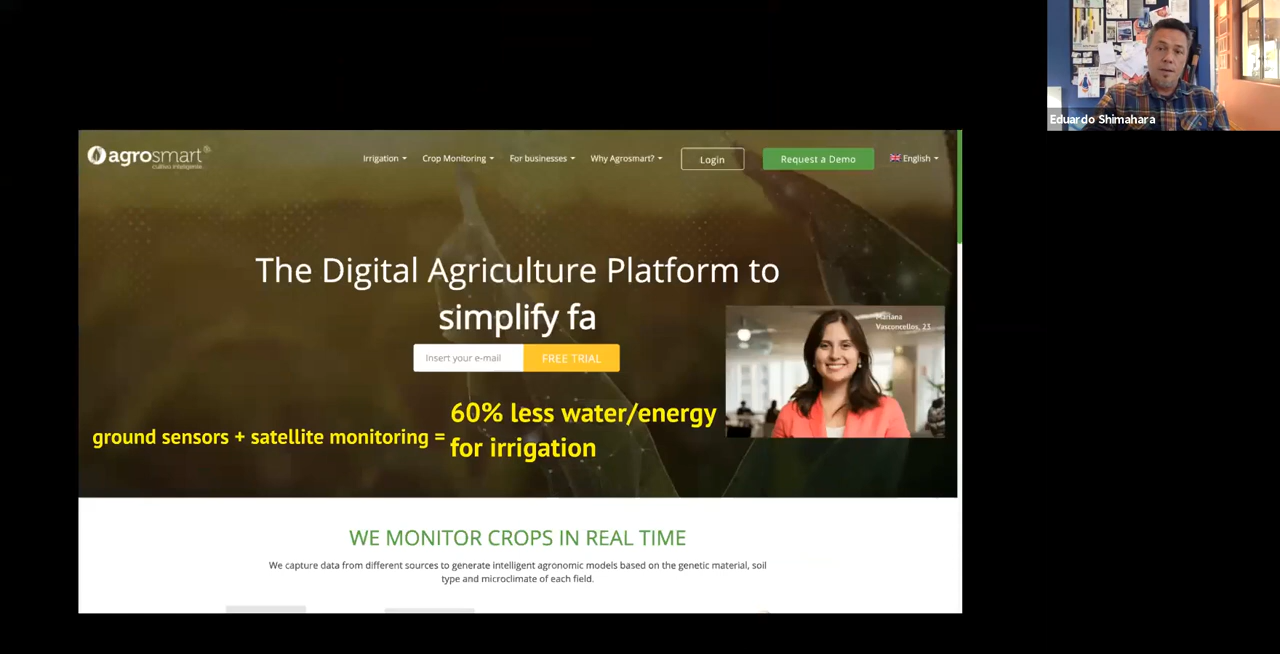 Eduardo Shimahara
agrosmart
cultivo inteligente
Irrigation
Crop Monitoring
For businesses
Why Agrosmart?
Login
Request a Demo
English
The Digital Agriculture Platform to
simplify fa
Mariana
Vasconcellos, 23
Insert your e-mail
FREE TRIAL
60% less water/energy
ground sensors + satellite monitoring =
for irrigation
WE MONITOR CROPS IN REAL TIME
We capture data from different sources to generate intelligent agronomic models based on the genetic material, soil
type and microclimate of each field.